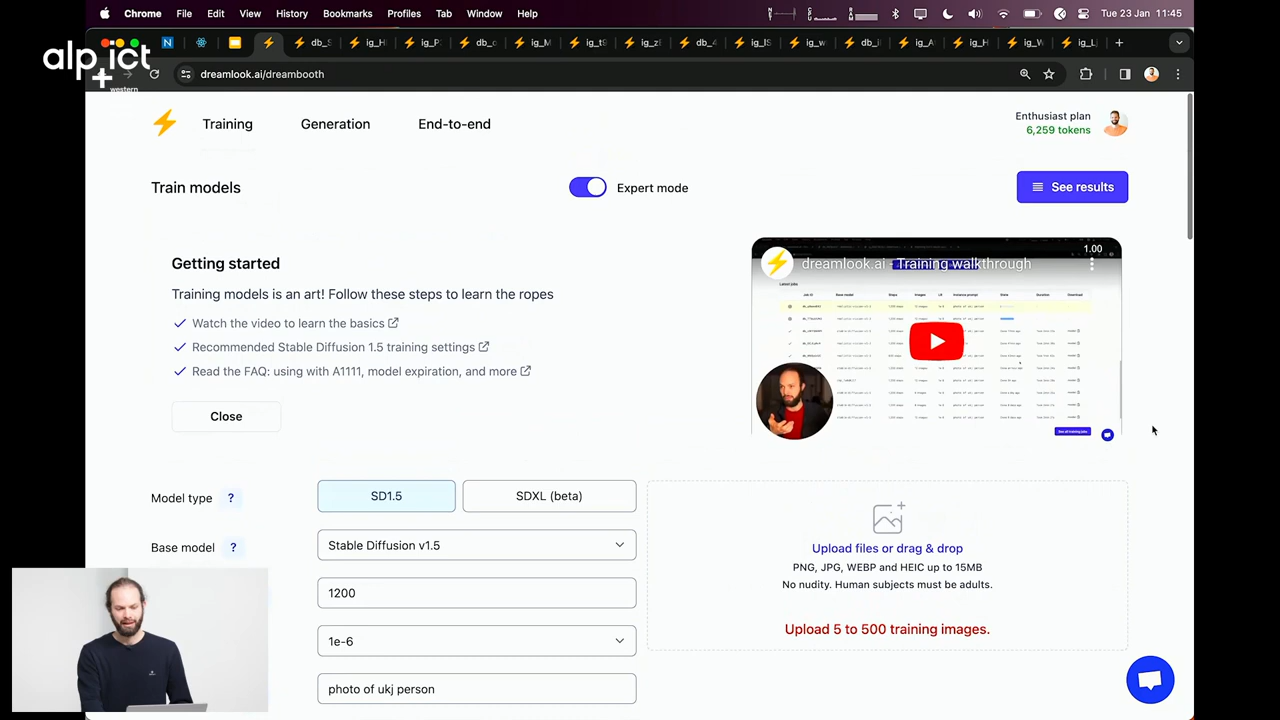 Chrome File Edit View History Bookmarks Profiles Tab Window Help Tue 23 Jan 11:45
alp ict
western
dreamlook.ai/dreambooth
Training Generation End-to-end
Enthusiast plan
6,259 tokens
Train models
Expert mode
See results
Getting started
Training models is an art! Follow these steps to learn the ropes
Watch the video to learn the basics
Recommended Stable Diffusion 1.5 training settings
Read the FAQ: using with A1111, model expiration, and more
Close
1.00
dreamlook.ai - Training walkthrough
Model type ? SD1.5 SDXL (beta)
Base model ? Stable Diffusion v1.5
1200
1e-6
photo of ukj person
Upload files or drag & drop
PNG, JPG, WEBP and HEIC up to 15MB
No nudity. Human subjects must be adults.
Upload 5 to 500 training images.